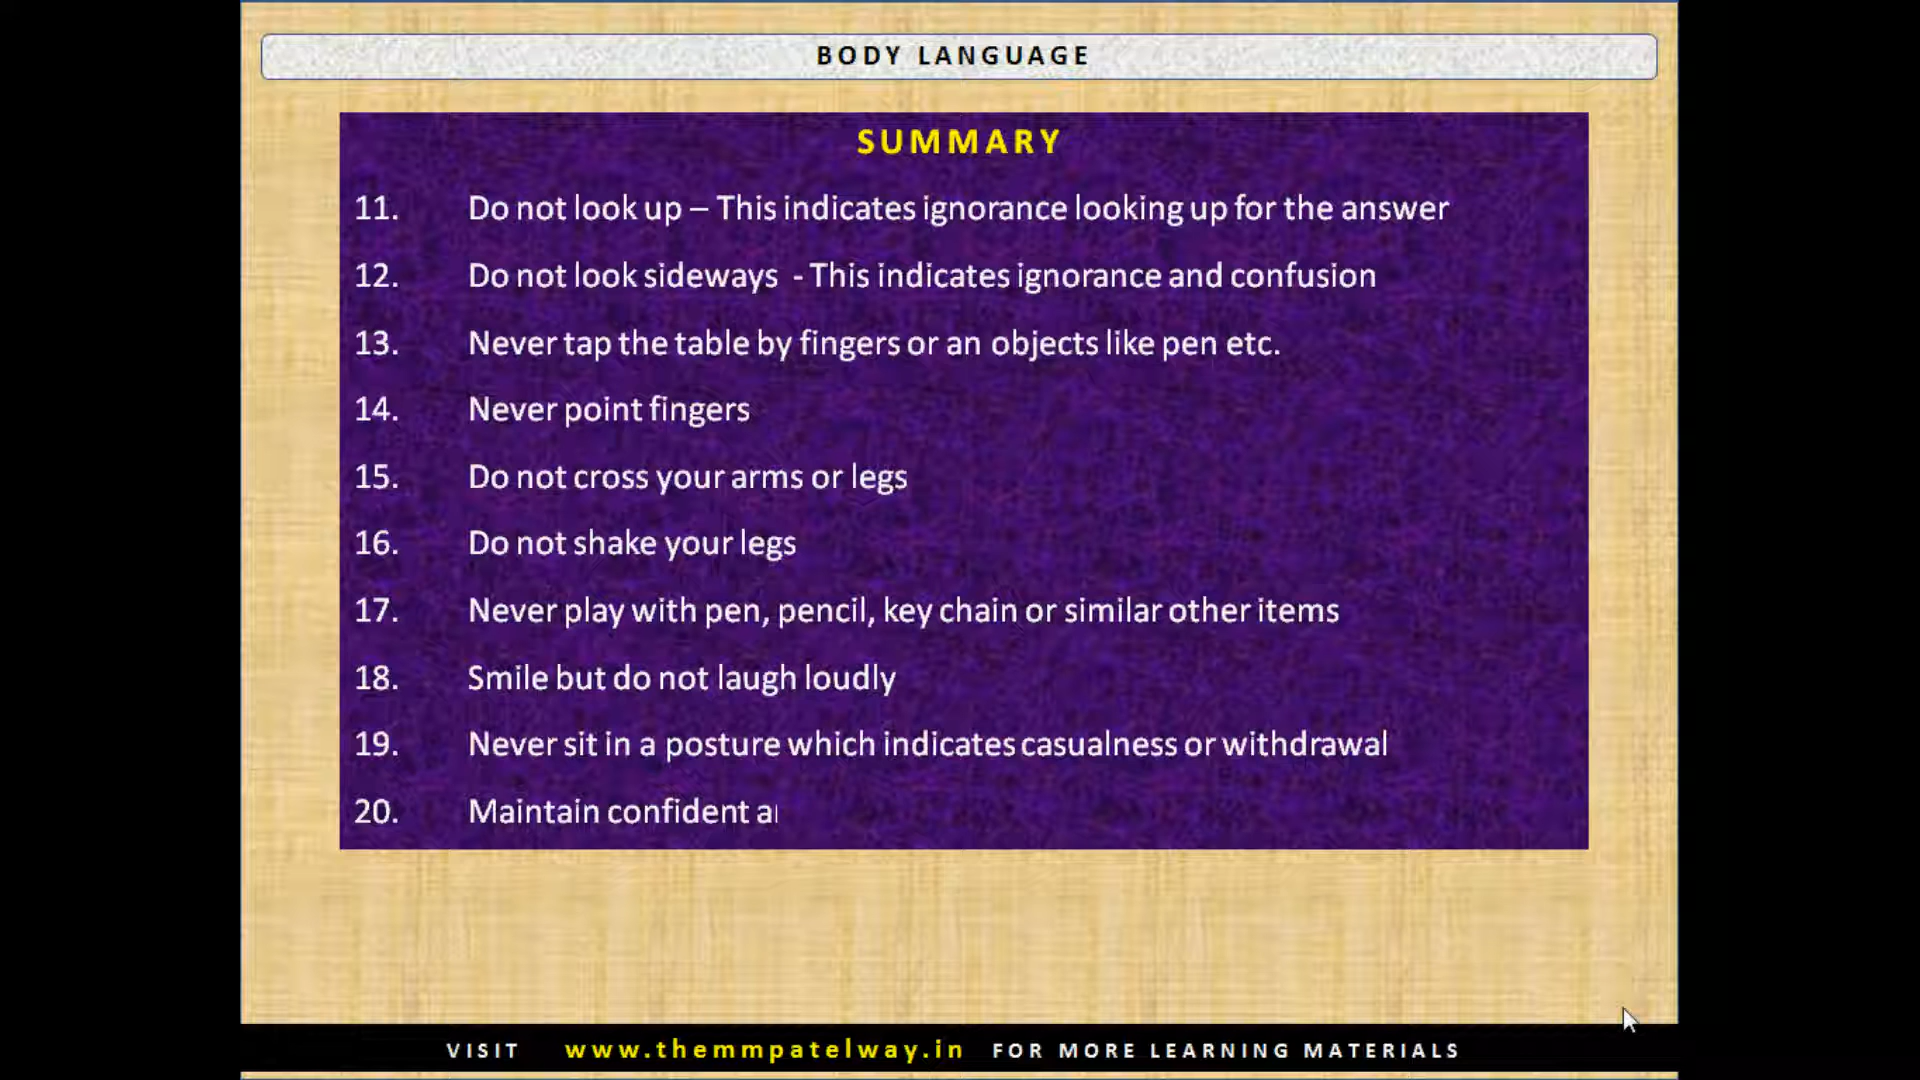 BODY LANGUAGE
SUMMARY
11. Do not look up – This indicates ignorance looking up for the answer
12. Do not look sideways - This indicates ignorance and confusion
13. Never tap the table by fingers or an objects like pen etc.
14. Never point fingers
15. Do not cross your arms or legs
16. Do not shake your legs
17. Never play with pen, pencil, key chain or similar other items
18. Smile but do not laugh loudly
19. Never sit in a posture which indicates casualness or withdrawal
20. Maintain confident
VISIT www.themmpatelway.in FOR MORE LEARNING MATERIALS